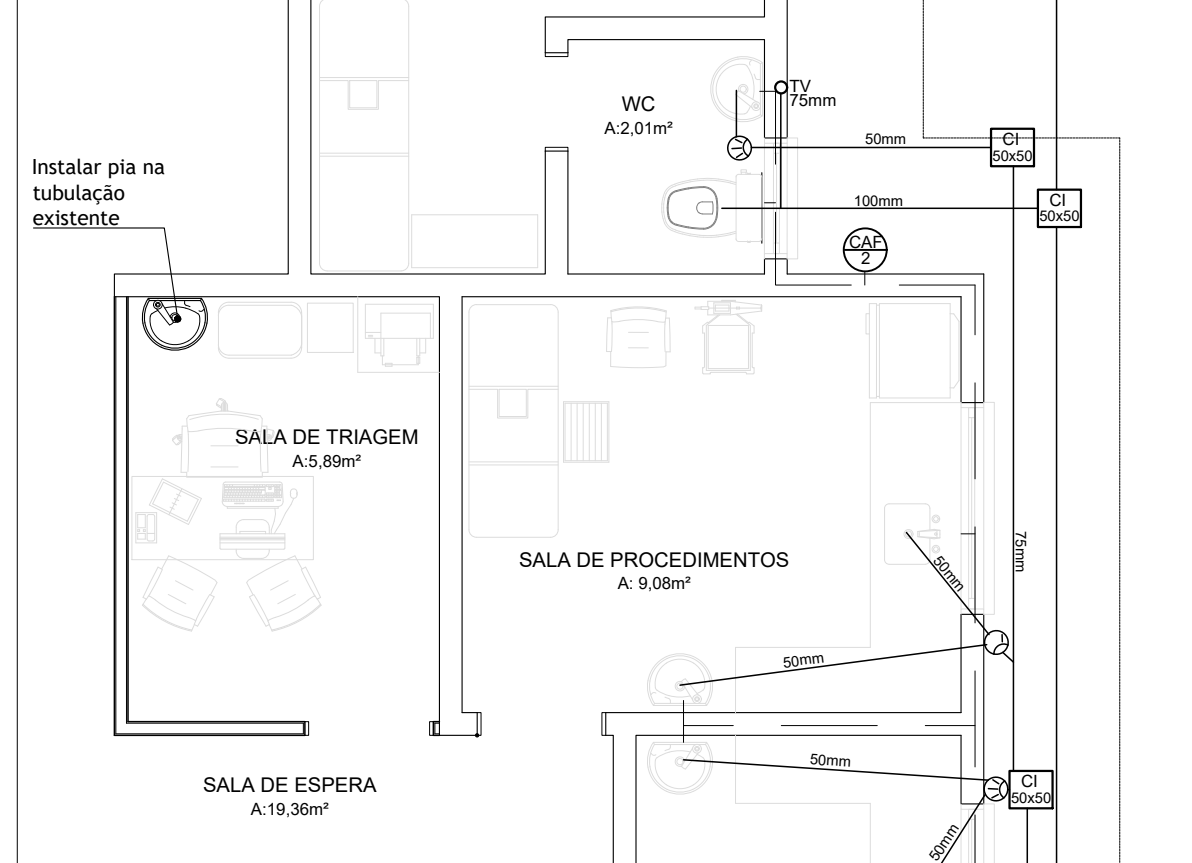 TV
75mm
WC
A:2,01m²
50mm
CI
50x50
Instalar pia na
tubulação
existente
100mm
CI
50x50
CAF
2
SALA DE TRIAGEM
A:5,89m²
75mm
SALA DE PROCEDIMENTOS
A: 9,08m²
50mm
50mm
50mm
SALA DE ESPERA
A:19,36m²
CI
50x50
50mm